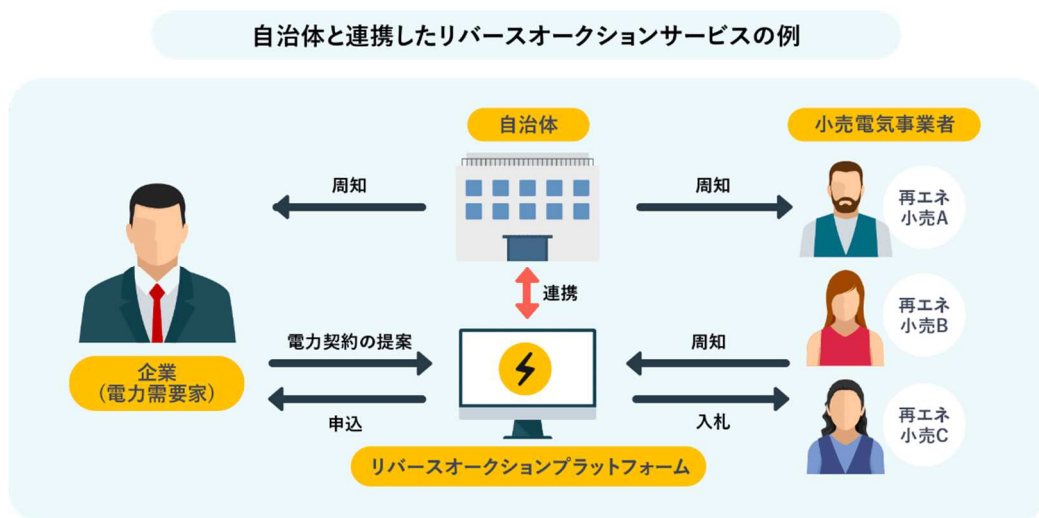 自治体と連携したリバースオークションサービスの例
自治体
小売電気事業者
周知
周知
再エネ
小売A
連携
再エネ
小売B
電力契約の提案
周知
企業
(電力需要家)
申込
入札
再エネ
小売C
リバースオークションプラットフォーム